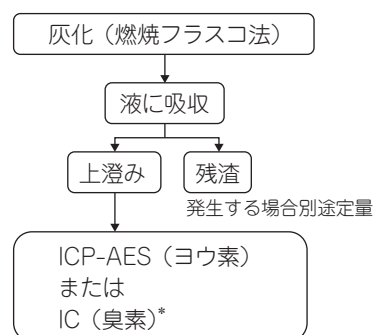 灰化（燃焼フラスコ法）
液に吸収
上澄み
残渣
発生する場合別途定量
ICP-AES（ヨウ素）
または
IC（臭素）*